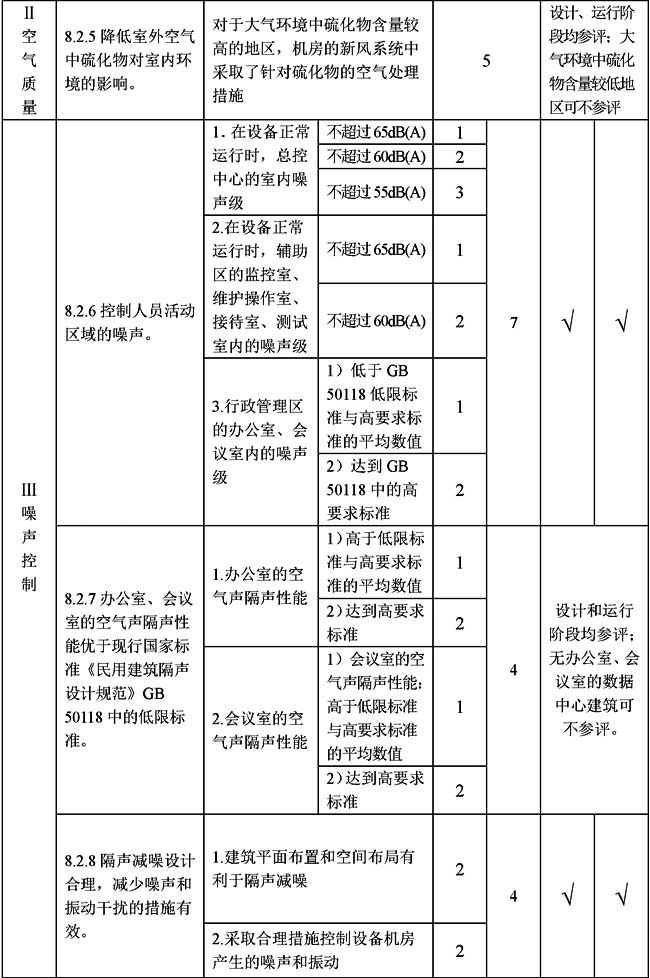 Ⅱ
空
气
质
量
8.2.5 降低室外空气
中硫化物对室内环
境的影响。
对于大气环境中硫化物含量较
高的地区，机房的新风系统中
采取了针对硫化物的空气处理
措施
5
设计、运行阶
段均参评；大
气环境中硫化
物含量较低地
区可不参评
Ⅲ
噪
声
控
制
8.2.6 控制人员活动
区域的噪声。
1．在设备正常
运行时，总控
中心的室内噪
声级
不超过 65dB(A)
1
不超过 60dB(A)
2
不超过 55dB(A)
3
2.在设备正常
运行时，辅助
区的监控室、
维护操作室、
接待室、测试
室内的噪声级
不超过 65dB(A)
1
不超过 60dB(A)
2
3.行政管理区
的办公室、会
议室内的噪声
级
1）低于 GB
50118 低限标
准与高要求标
准的平均数值
1
2）达到 GB
50118 中的高
要求标准
2
7
√
√
8.2.7 办公室、会议
室的空气声隔声性
能优于现行国家标
准《民用建筑隔声
设计规范》GB
50118 中的低限标
准。
1.办公室的空
气声隔声性能
1)高于低限标
准与高要求标
准的平均数值
1
2)达到高要求
标准
2
2.会议室的空
气声隔声性能
1）会议室的空
气声隔声性能：
高于低限标准
与高要求标准
的平均数值
1
2)达到高要求
标准
2
4
设计和运行
阶段均参评；
无办公室、会
议室的数据
中心建筑可
不参评。
8.2.8 隔声减噪设计
合理，减少噪声和
振动干扰的措施有
效。
1.建筑平面布置和空间布局有
利于隔声减噪
2
2.采取合理措施控制设备机房
产生的噪声和振动
2
4
√
√